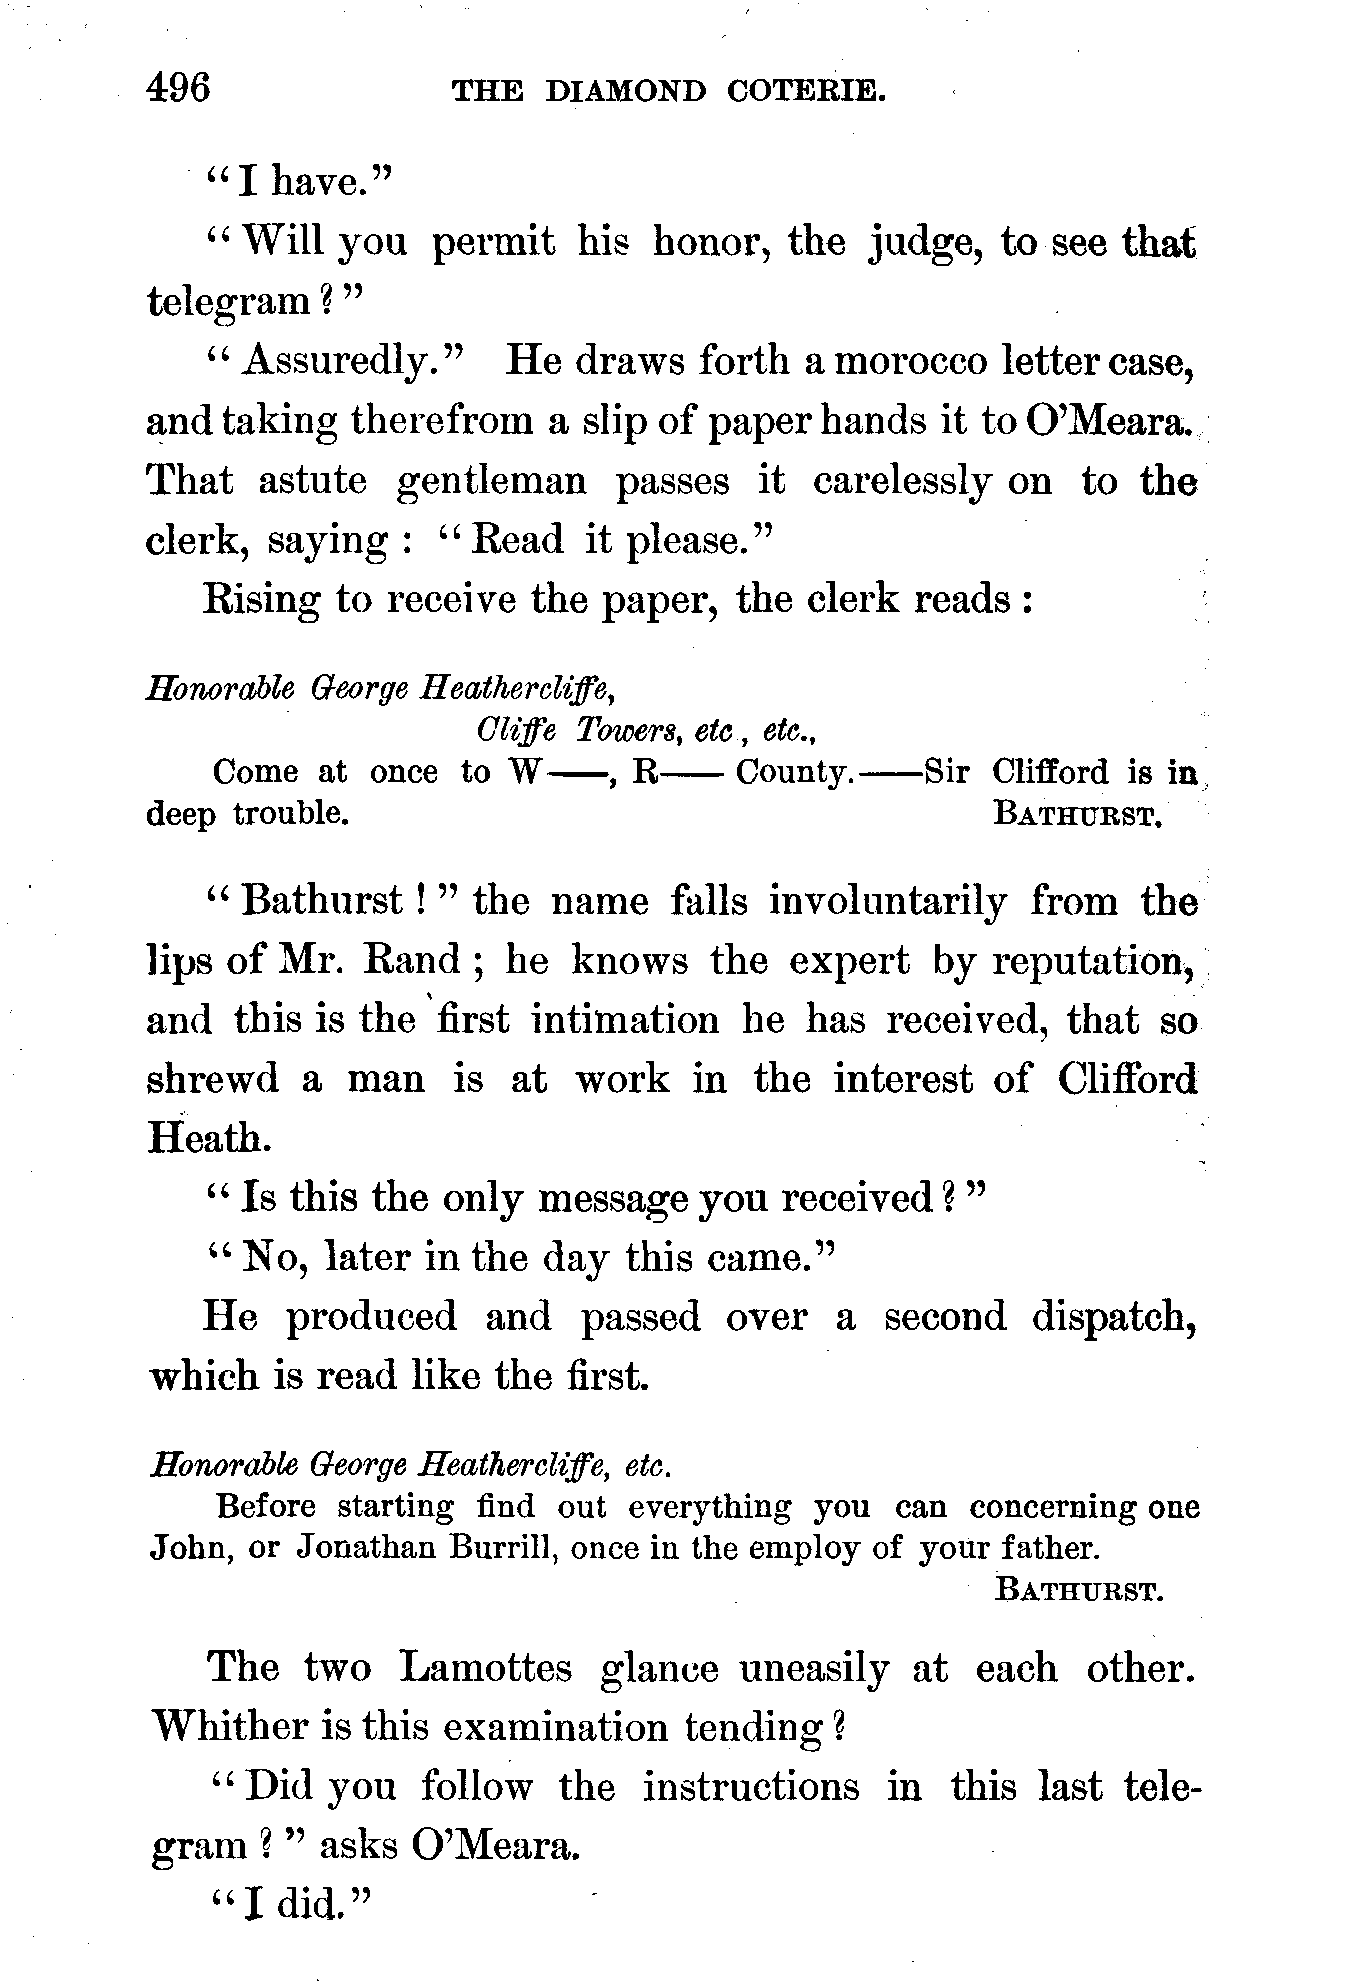 496 THE DIAMOND COTERIE.
"I have."
"Will you permit his honor, the judge, to see that
telegram?"
"Assuredly." He draws forth a morocco letter case,
and taking therefrom a slip of paper hands it to O'Meara.
That astute gentleman passes it carelessly on to the
clerk, saying: "Read it please."
Rising to receive the paper, the clerk reads:
Honorable George Heathercliffe,
Cliffe Towers, etc, etc.,
Come at once to W——, R—— County.——Sir Clifford is in
deep trouble. BATHURST.
"Bathurst!" the name falls involuntarily from the
lips of Mr. Rand; he knows the expert by reputation,
and this is the first intimation he has received, that so
shrewd a man is at work in the interest of Clifford
Heath.
"Is this the only message you received?"
"No, later in the day this came."
He produced and passed over a second dispatch,
which is read like the first.
Honorable George Heathercliffe, etc.
Before starting find out everything you can concerning one
John, or Jonathan Burrill, once in the employ of your father.
BATHURST.
The two Lamottes glance uneasily at each other.
Whither is this examination tending?
"Did you follow the instructions in this last tele-
gram?" asks O'Meara.
"I did."